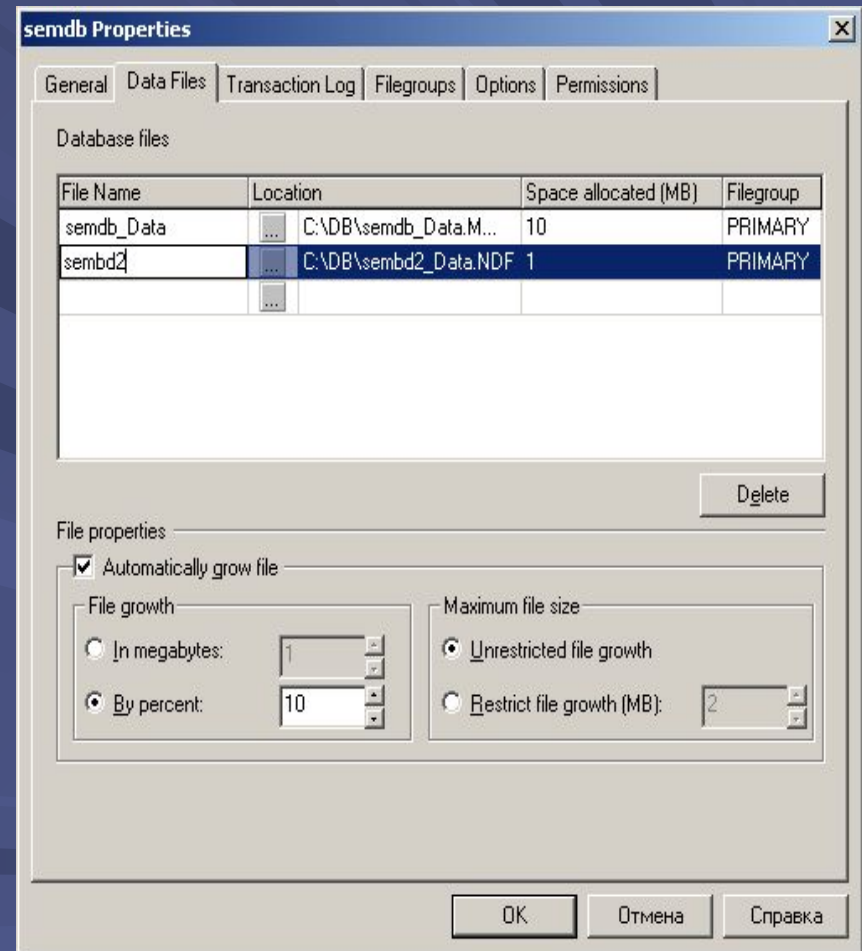 semdb Properties
General Data Files Transaction Log Filegroups Options Permissions
Database files
File Name Location Space allocated (MB) Filegroup
semdb_Data ... C:\DB\semdb_Data.M... 10 PRIMARY
sembd2 ... C:\DB\sembd2_Data.NDF 1 PRIMARY
...
Delete
File properties
Automatically grow file
File growth Maximum file size
In megabytes: 1 Unrestricted file growth
By percent: 10 Restrict file growth (MB): 2
OK Отмена Справка